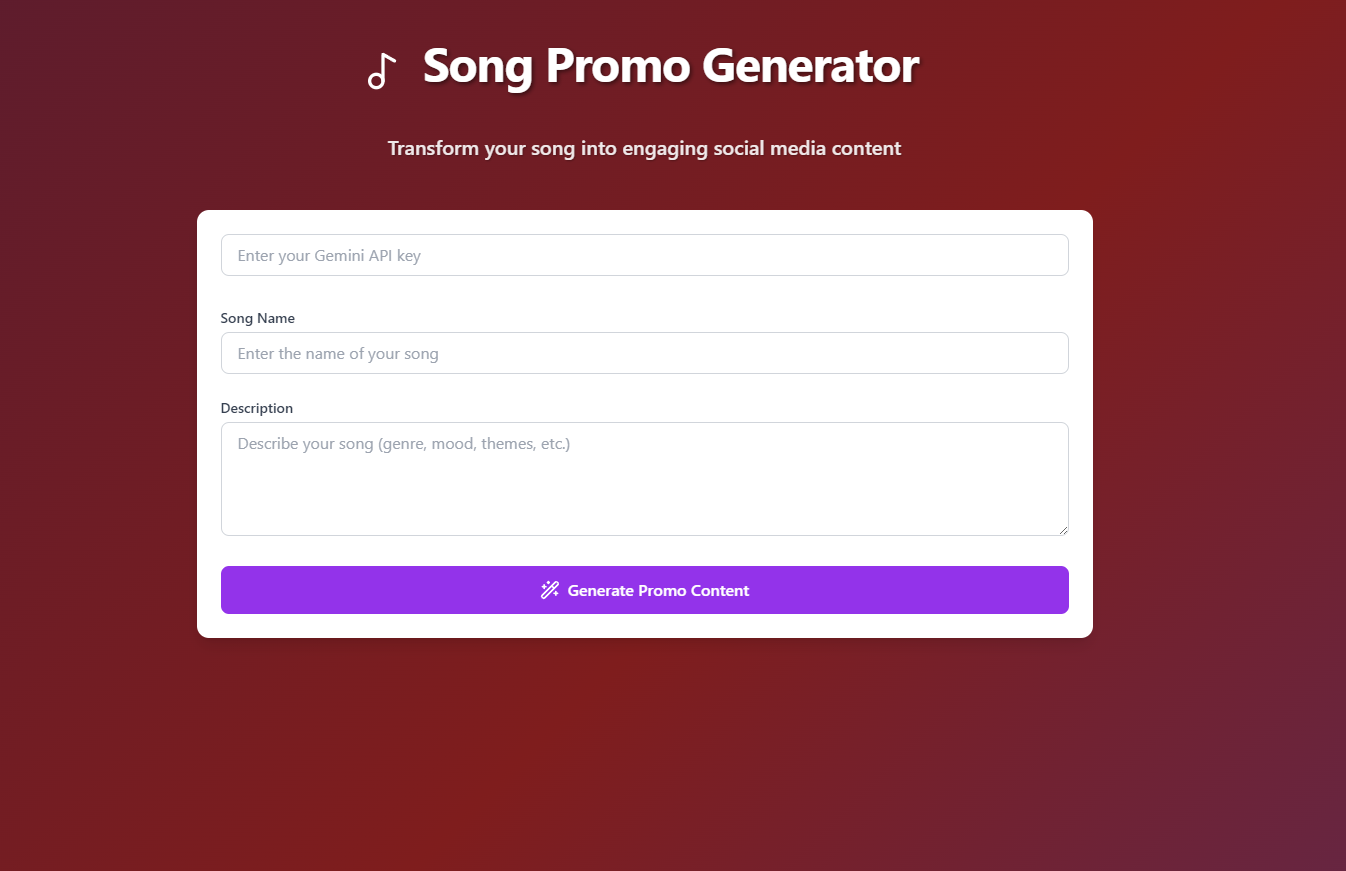 Song Promo Generator
Transform your song into engaging social media content
Enter your Gemini API key
Song Name
Enter the name of your song
Description
Describe your song (genre, mood, themes, etc.)
Generate Promo Content